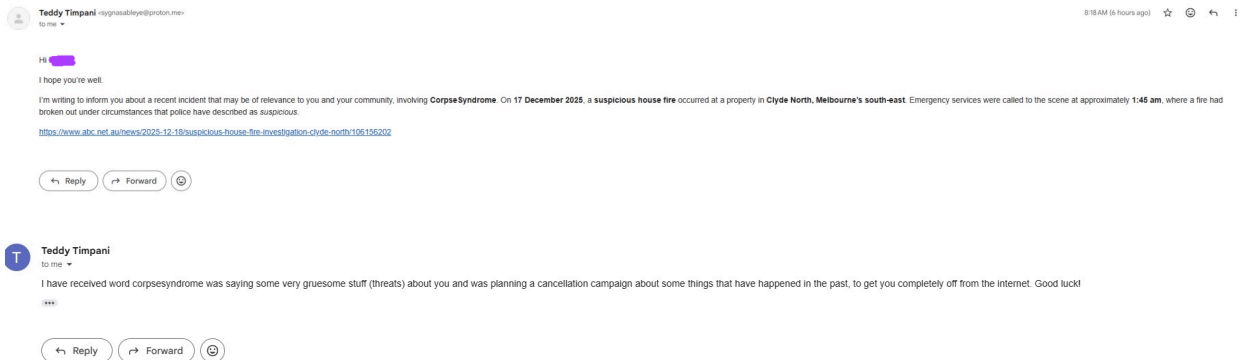 Teddy Timpani <sygnasableye@proton.me>
8:18 AM (6 hours ago)
to me
Hi
I hope you're well.
I'm writing to inform you about a recent incident that may be of relevance to you and your community, involving CorpseSyndrome. On 17 December 2025, a suspicious house fire occurred at a property in Clyde North, Melbourne's south-east. Emergency services were called to the scene at approximately 1:45 am, where a fire had
broken out under circumstances that police have described as suspicious.
https://www.abc.net.au/news/2025-12-18/suspicious-house-fire-investigation-clyde-north/106156202
Reply Forward
T
Teddy Timpani
to me
I have received word corpsesyndrome was saying some very gruesome stuff (threats) about you and was planning a cancellation campaign about some things that have happened in the past, to get you completely off from the internet. Good luck!
Reply Forward